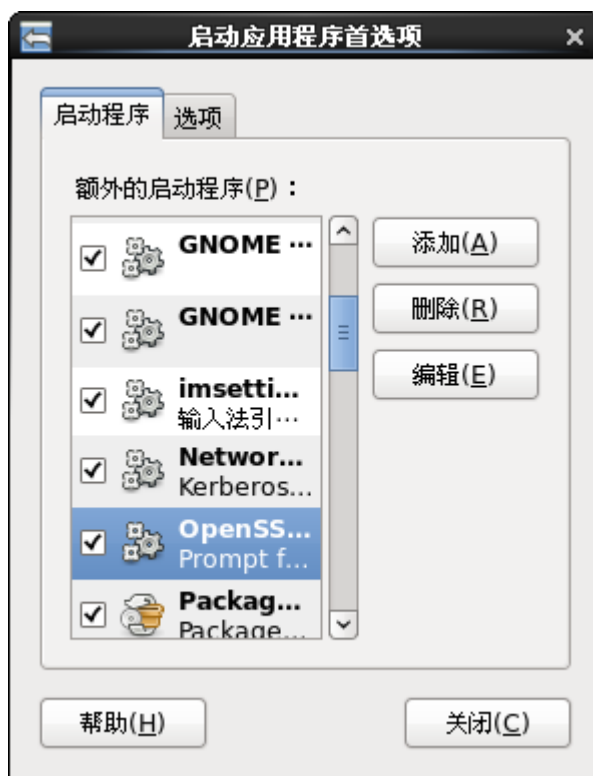 启动应用程序首选项
启动程序 选项
额外的启动程序(P)：
GNOME ···
GNOME ···
imsetti...
输入法引···
Networ...
Kerberos...
OpenSS...
Prompt f...
Packag...
Package...
添加(A)
删除(R)
编辑(E)
帮助(H) 关闭(C)